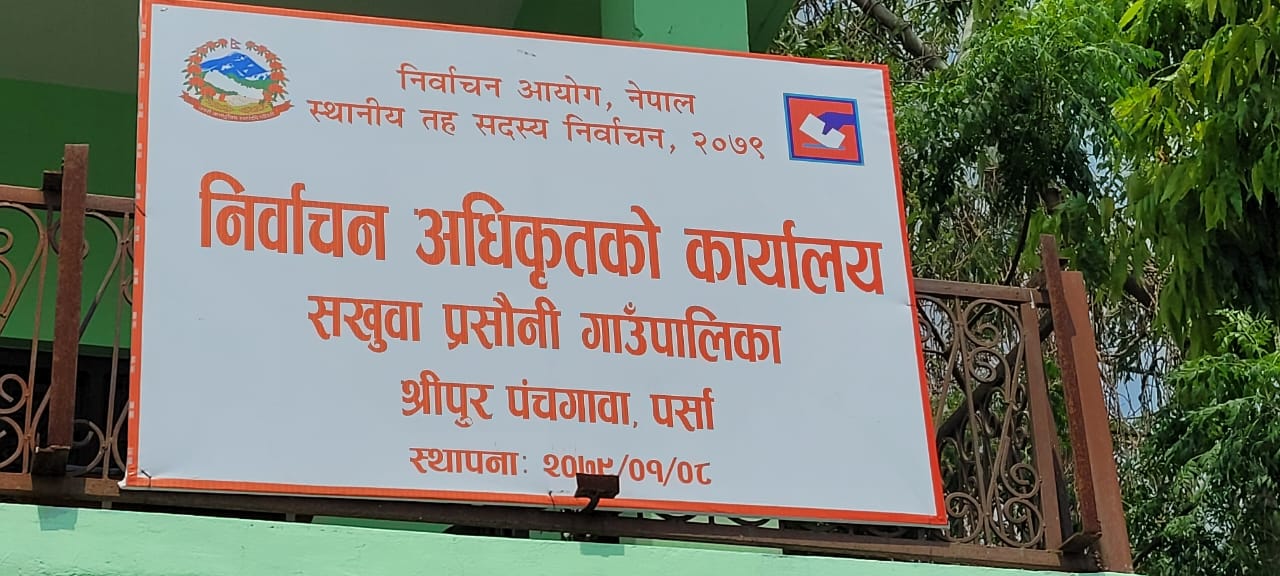 निर्वाचन आयोग, नेपाल
स्थानीय तह सदस्य निर्वाचन, २०७९
निर्वाचन अधिकृतको कार्यालय
सखुवा प्रसौनी गाउँपालिका
श्रीपुर पंचगावा, पर्सा
स्थापनाः २०७९/०१/०८